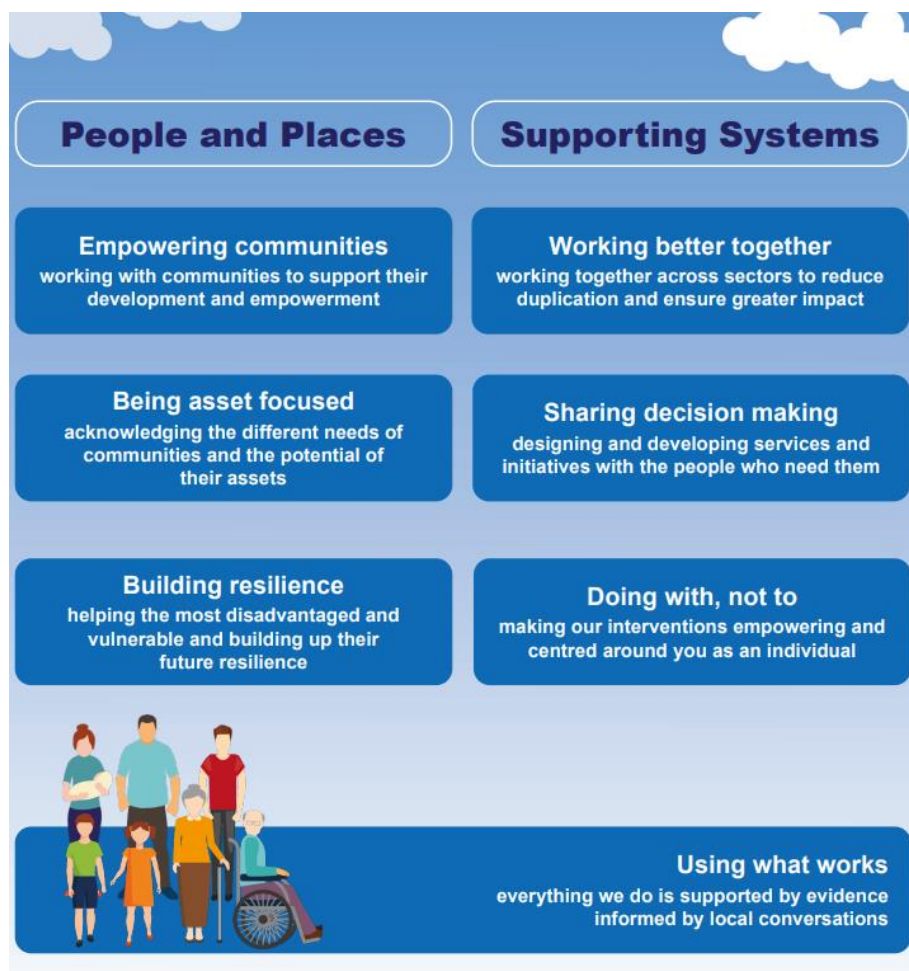 People and Places
Empowering communities
working with communities to support their
development and empowerment
Being asset focused
acknowledging the different needs of
communities and the potential of
their assets
Building resilience
helping the most disadvantaged and
vulnerable and building up their
future resilience
Supporting Systems
Working better together
working together across sectors to reduce
duplication and ensure greater impact
Sharing decision making
designing and developing services and
initiatives with the people who need them
Doing with, not to
making our interventions empowering and
centred around you as an individual
Using what works
everything we do is supported by evidence
informed by local conversations